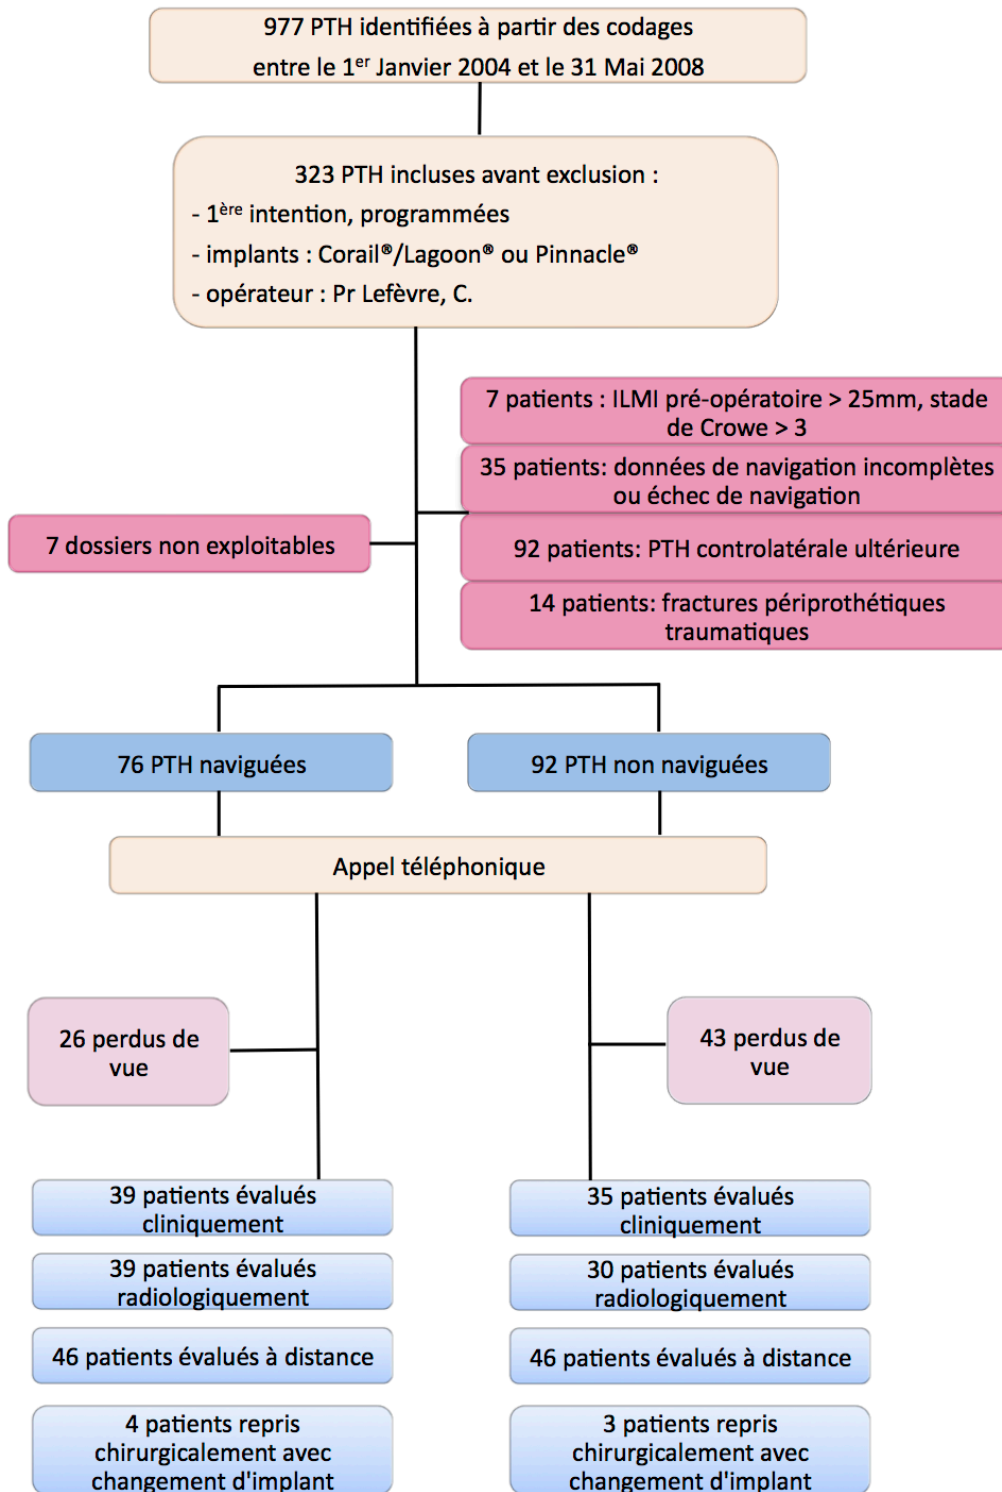 977 PTH identifiées à partir des codages
entre le 1er Janvier 2004 et le 31 Mai 2008
323 PTH incluses avant exclusion :
- 1ère intention, programmées
- implants : Corail®/Lagoon® ou Pinnacle®
- opérateur : Pr Lefèvre, C.
7 patients : ILMI pré-opératoire > 25mm, stade
de Crowe > 3
35 patients: données de navigation incomplètes
ou échec de navigation
7 dossiers non exploitables
92 patients: PTH controlatérale ultérieure
14 patients: fractures périprothétiques
traumatiques
76 PTH naviguées
92 PTH non naviguées
Appel téléphonique
26 perdus de
vue
43 perdus de
vue
39 patients évalués
cliniquement
35 patients évalués
cliniquement
39 patients évalués
radiologiquement
30 patients évalués
radiologiquement
46 patients évalués à distance
46 patients évalués à distance
4 patients repris
chirurgicalement avec
changement d'implant
3 patients repris
chirurgicalement avec
changement d'implant